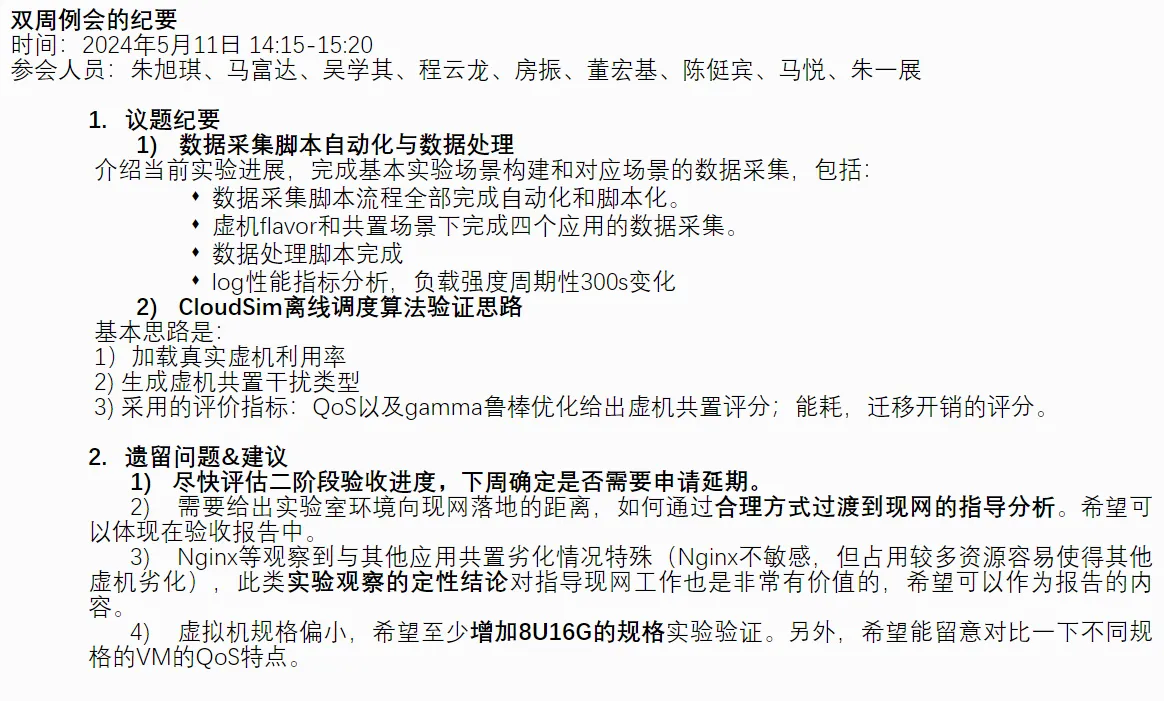 双周例会的纪要
时间：2024年5月11日 14:15-15:20
参会人员：朱旭琪、马富达、吴学其、程云龙、房振、董宏基、陈侹宾、马悦、朱一展
1. 议题纪要
1) 数据采集脚本自动化与数据处理
介绍当前实验进展，完成基本实验场景构建和对应场景的数据采集，包括：
♦ 数据采集脚本流程全部完成自动化和脚本化。
♦ 虚机flavor和共置场景下完成四个应用的数据采集。
♦ 数据处理脚本完成
♦ log性能指标分析，负载强度周期性300s变化
2) CloudSim离线调度算法验证思路
基本思路是：
1）加载真实虚机利用率
2) 生成虚机共置干扰类型
3) 采用的评价指标：QoS以及gamma鲁棒优化给出虚机共置评分；能耗，迁移开销的评分。
2. 遗留问题&建议
1) 尽快评估二阶段验收进度，下周确定是否需要申请延期。
2) 需要给出实验室环境向现网落地的距离，如何通过合理方式过渡到现网的指导分析。希望可
以体现在验收报告中。
3) Nginx等观察到与其他应用共置劣化情况特殊（Nginx不敏感，但占用较多资源容易使得其他
虚机劣化），此类实验观察的定性结论对指导现网工作也是非常有价值的，希望可以作为报告的内
容。
4) 虚拟机规格偏小，希望至少增加8U16G的规格实验验证。另外，希望能留意对比一下不同规
格的VM的QoS特点。